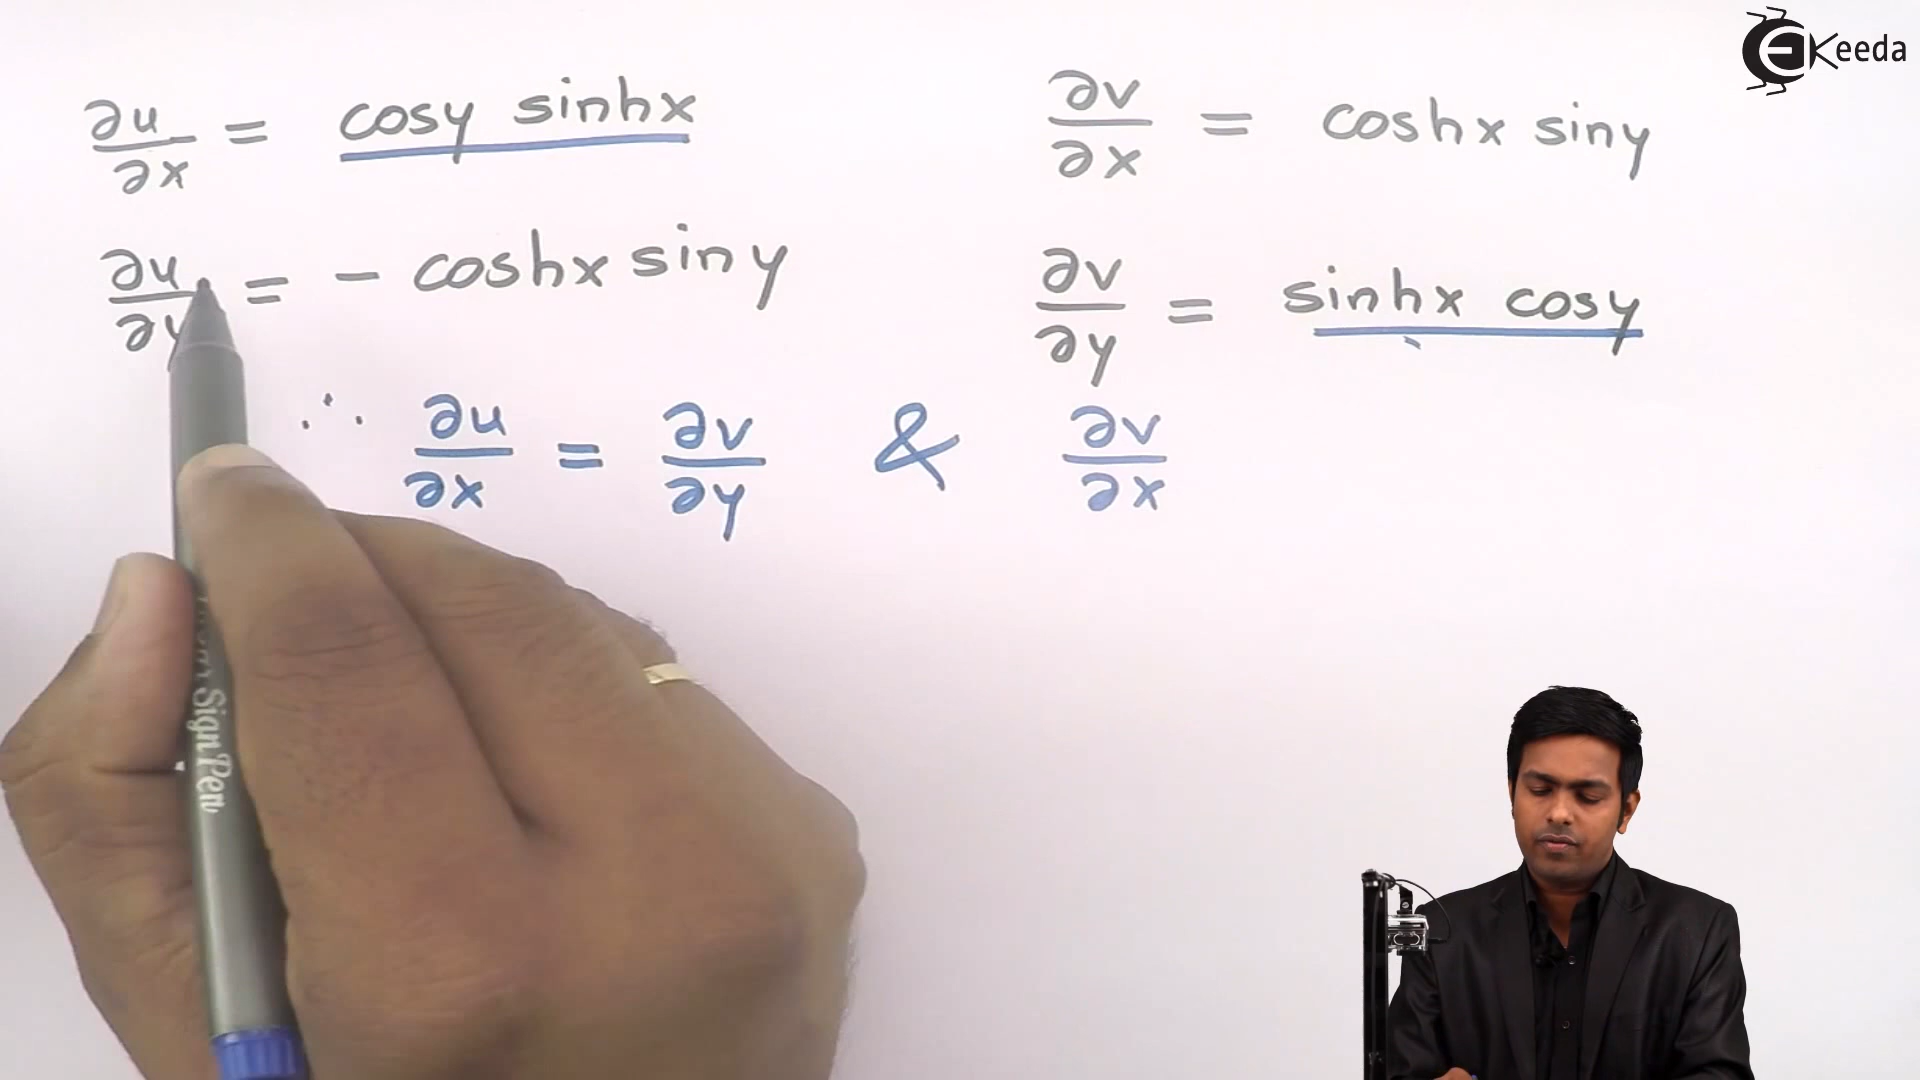 EKeeda
∂u/∂x = cosy sinhx
∂v/∂x = coshx siny
∂u/∂y = - coshx siny
∂v/∂y = sinhx cosy
∴ ∂u/∂x = ∂v/∂y & ∂v/∂x
Sign Pen